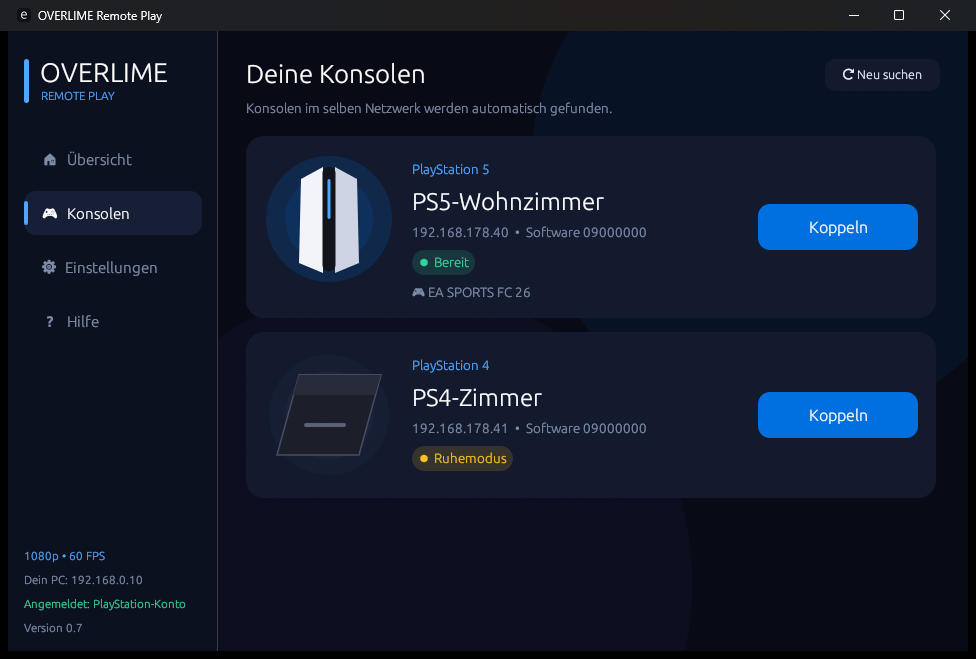 e OVERLIME Remote Play
OVERLIME
REMOTE PLAY
Übersicht
Konsolen
Einstellungen
? Hilfe
1080p • 60 FPS
Dein PC: 192.168.0.10
Angemeldet: PlayStation-Konto
Version 0.7
Deine Konsolen
Neu suchen
Konsolen im selben Netzwerk werden automatisch gefunden.
PlayStation 5
PS5-Wohnzimmer
192.168.178.40 • Software 09000000
Bereit
EA SPORTS FC 26
Koppeln
PlayStation 4
PS4-Zimmer
192.168.178.41 • Software 09000000
Ruhemodus
Koppeln